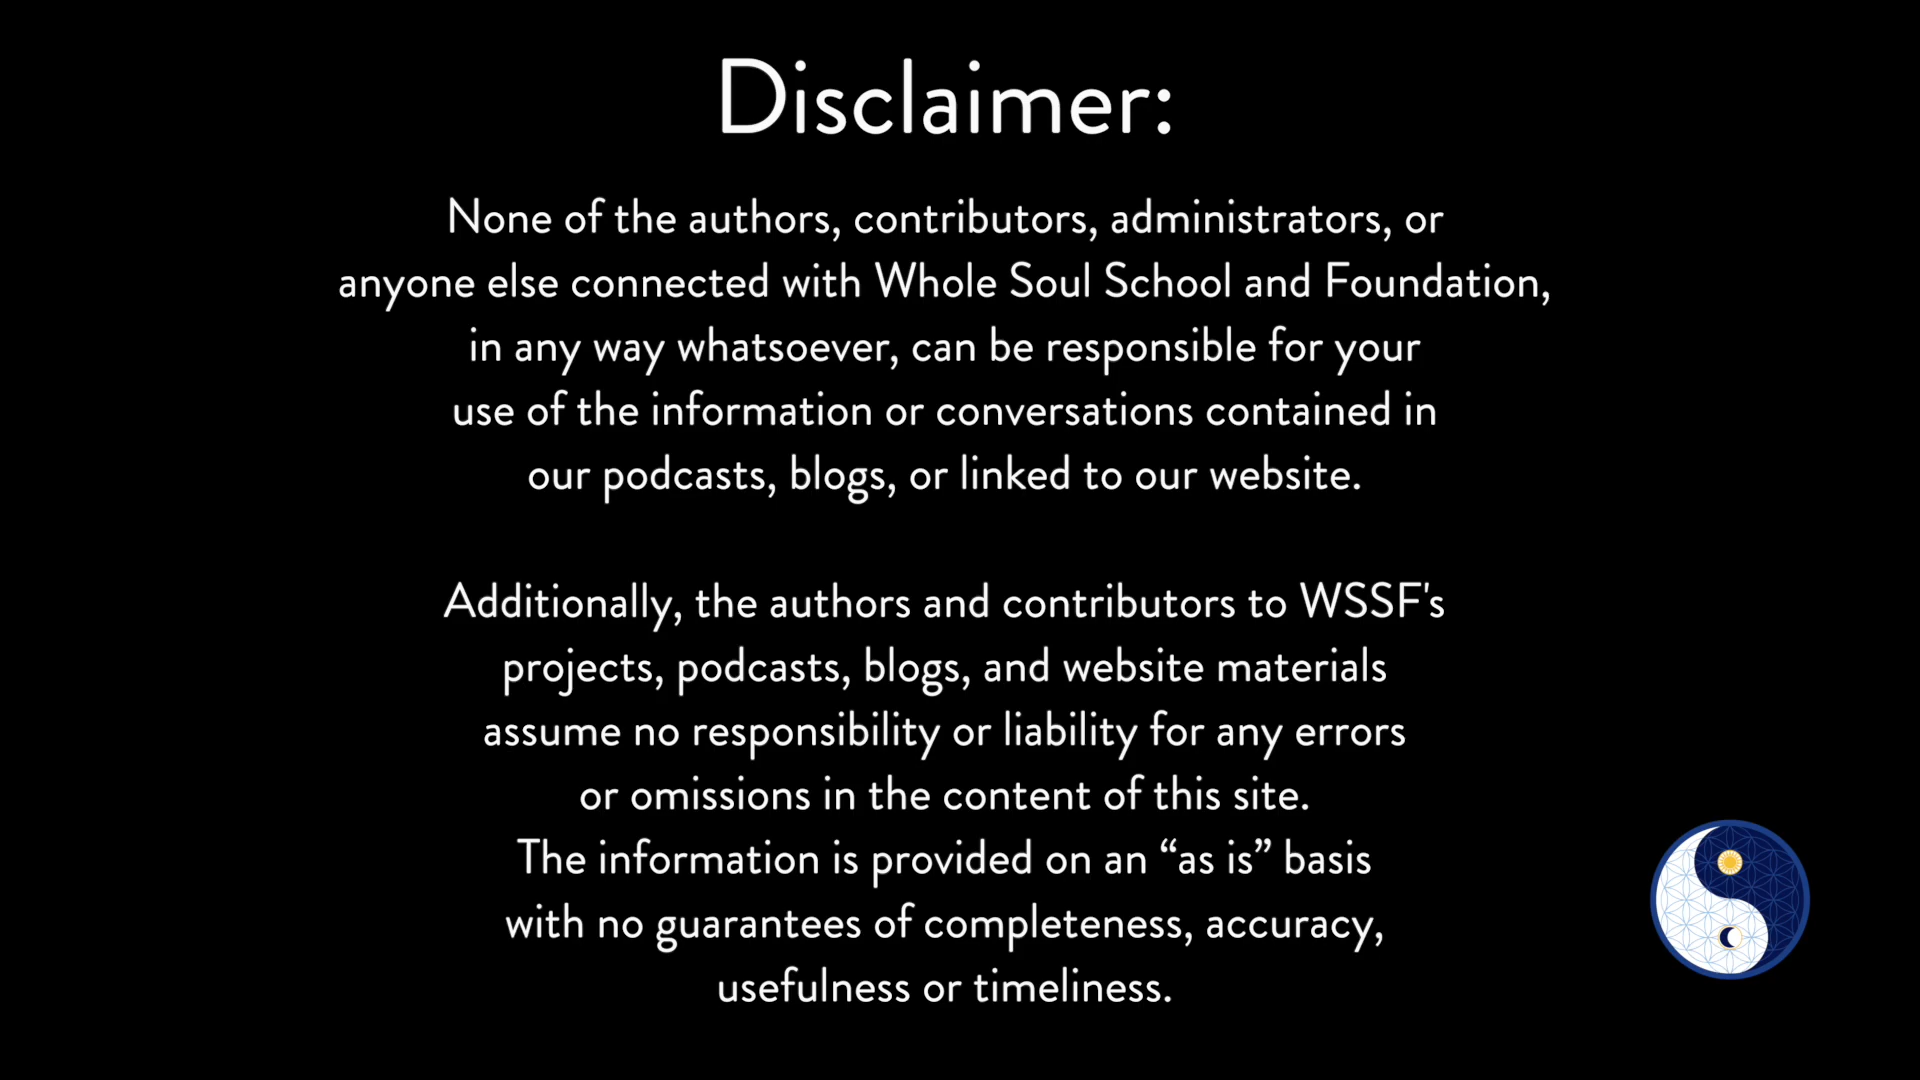 Disclaimer:
None of the authors, contributors, administrators, or
anyone else connected with Whole Soul School and Foundation,
in any way whatsoever, can be responsible for your
use of the information or conversations contained in
our podcasts, blogs, or linked to our website.
Additionally, the authors and contributors to WSSF's
projects, podcasts, blogs, and website materials
assume no responsibility or liability for any errors
or omissions in the content of this site.
The information is provided on an “as is” basis
with no guarantees of completeness, accuracy,
usefulness or timeliness.